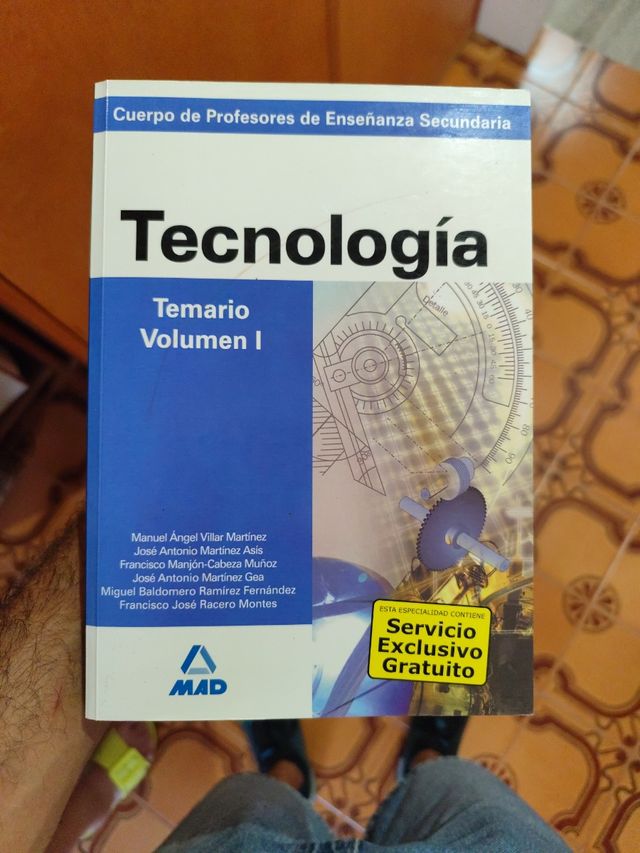 Cuerpo de Profesores de Enseñanza Secundaria
Tecnología
Temario
Volumen I
Detalle
Manuel Ángel Villar Martínez
José Antonio Martínez Asís
Francisco Manjón-Cabeza Muñoz
José Antonio Martínez Gea
Miguel Baldomero Ramírez Fernández
Francisco José Racero Montes
MAD
ESTA ESPECIALIDAD CONTIENE
Servicio
Exclusivo
Gratuito